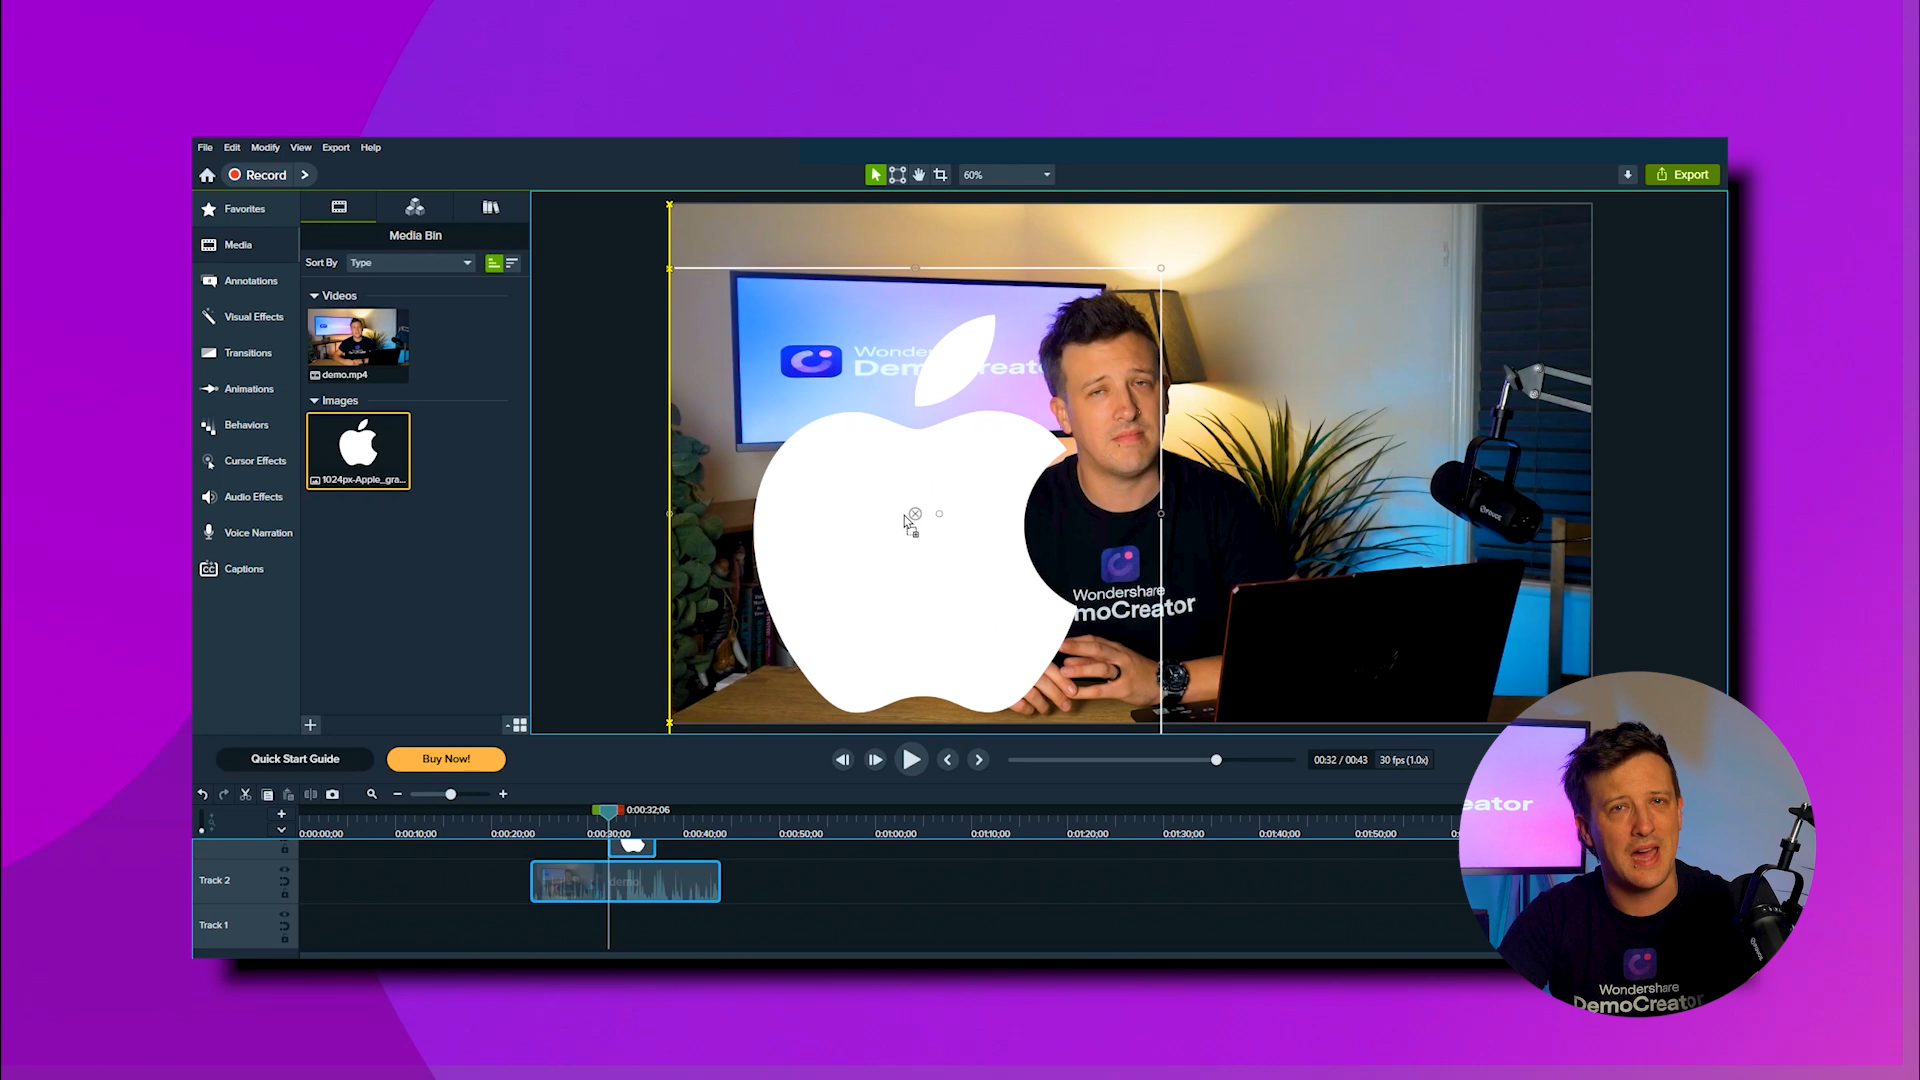 File Edit Modify View Export Help
Record
60%
Export
Favorites
Media
Annotations
Visual Effects
Transitions
Animations
Behaviors
Cursor Effects
Audio Effects
Voice Narration
CC Captions
Media Bin
Sort By Type
Videos
demo.mp4
Images
1024px-Apple_gra...
Wonde
Dem reat
Wondershare
moCreator
Quick Start Guide
Buy Now!
00:32 / 00:43 30 fps (1.0x)
0:00:32;06
0:00:00;00 0:00:10;00 0:00:20;00 0:00:30;00 0:00:40;00 0:00:50;00 0:01:00;00 0:01:10;00 0:01:20;00 0:01:30;00 0:01:40;00 0:01:50;00
Track 2
demo
Track 1
eator
Wondershare
DemoCreator